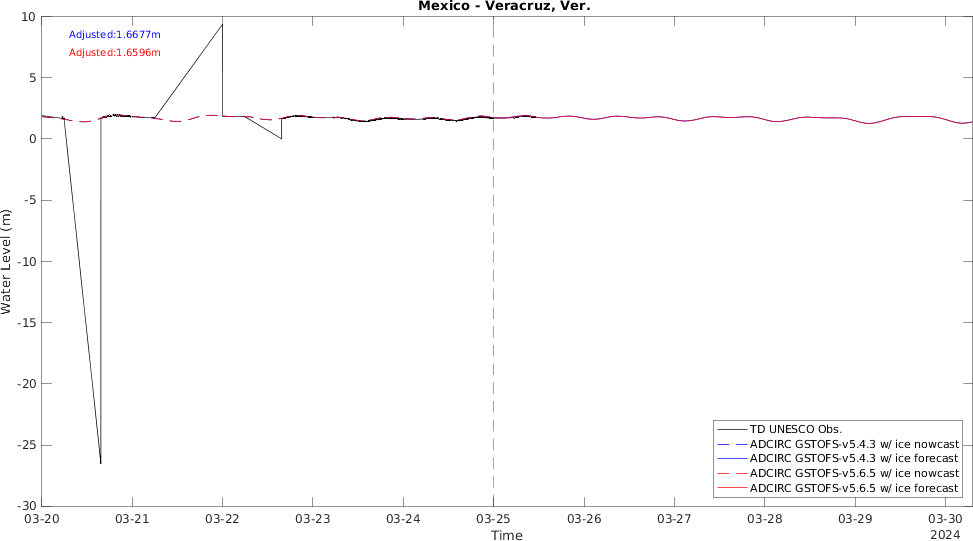 Mexico - Veracruz, Ver.
Adjusted:1.6677m
Adjusted:1.6596m
10
5
0
-5
-10
-15
-20
-25
-30
Water Level (m)
TD UNESCO Obs.
ADCIRC GSTOFS-v5.4.3 w/ ice nowcast
ADCIRC GSTOFS-v5.4.3 w/ ice forecast
ADCIRC GSTOFS-v5.6.5 w/ ice nowcast
ADCIRC GSTOFS-v5.6.5 w/ ice forecast
03-20 03-21 03-22 03-23 03-24 03-25 03-26 03-27 03-28 03-29 03-30
Time
2024